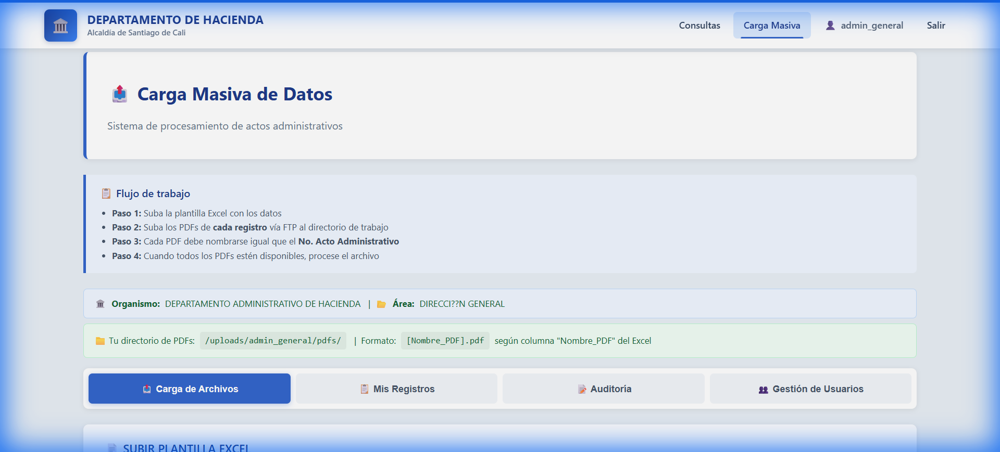 DEPARTAMENTO DE HACIENDA
Alcaldía de Santiago de Cali
Consultas
Carga Masiva
admin_general
Salir
Carga Masiva de Datos
Sistema de procesamiento de actos administrativos
Flujo de trabajo
Paso 1: Suba la plantilla Excel con los datos
Paso 2: Suba los PDFs de cada registro vía FTP al directorio de trabajo
Paso 3: Cada PDF debe nombrarse igual que el No. Acto Administrativo
Paso 4: Cuando todos los PDFs estén disponibles, procese el archivo
Organismo: DEPARTAMENTO ADMINISTRATIVO DE HACIENDA | Área: DIRECCI??N GENERAL
Tu directorio de PDFs: /uploads/admin_general/pdfs/ | Formato: [Nombre_PDF].pdf según columna "Nombre_PDF" del Excel
Carga de Archivos
Mis Registros
Auditoría
Gestión de Usuarios
SUBIR PLANTILLA EXCEL